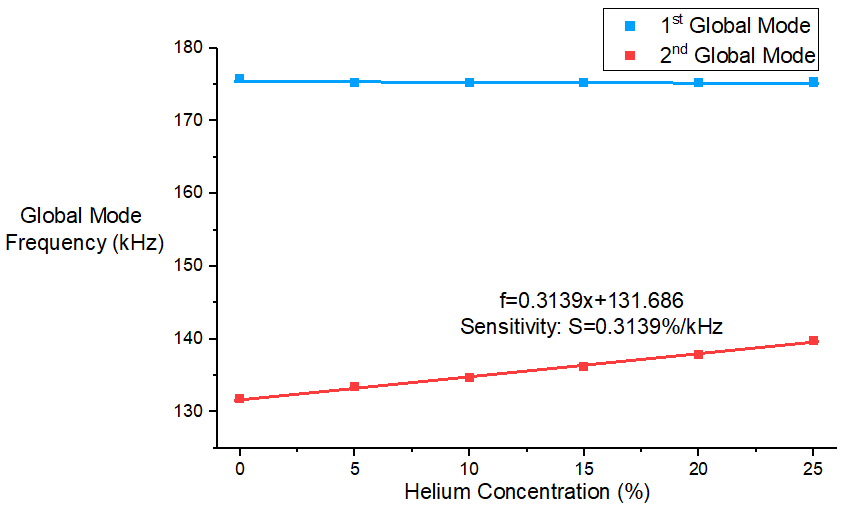 1st Global Mode
2nd Global Mode
180
170
160
150
140
130
Global Mode
Frequency (kHz)
f=0.3139x+131.686
Sensitivity: S=0.3139%/kHz
0 5 10 15 20 25
Helium Concentration (%)